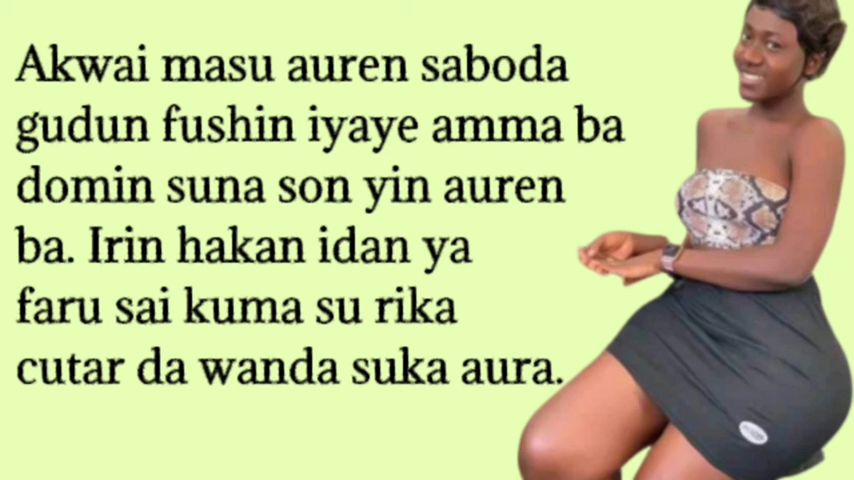 Akwai masu auren saboda
gudun fushin iyaye amma ba
domin suna son yin auren
ba. Irin hakan idan ya
faru sai kuma su rika
cutar da wanda suka aura.